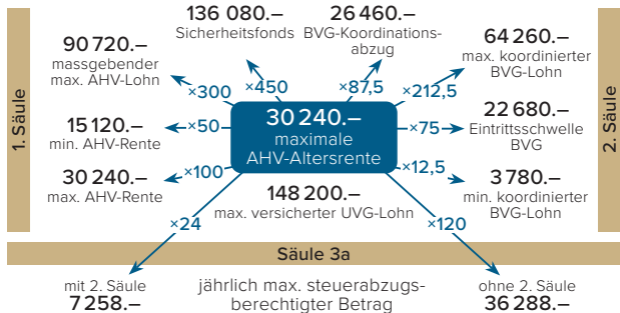 136 080.–
Sicherheitsfonds
26 460.–
BVG-Koordinations-
abzug
90 720.–
massgebender
max. AHV-Lohn
64 260.–
max. koordinierter
BVG-Lohn
×300
×450
×87,5
×212,5
1. Säule
15 120.–
min. AHV-Rente
×50
30 240.–
maximale
AHV-Altersrente
×75
22 680.–
Eintrittsschwelle
BVG
2. Säule
30 240.–
max. AHV-Rente
×100
×12,5
3 780.–
min. koordinierter
BVG-Lohn
148 200.–
max. versicherter UVG-Lohn
×24
×120
Säule 3a
mit 2. Säule
7 258.–
jährlich max. steuerabzugs-
berechtigter Betrag
ohne 2. Säule
36 288.–